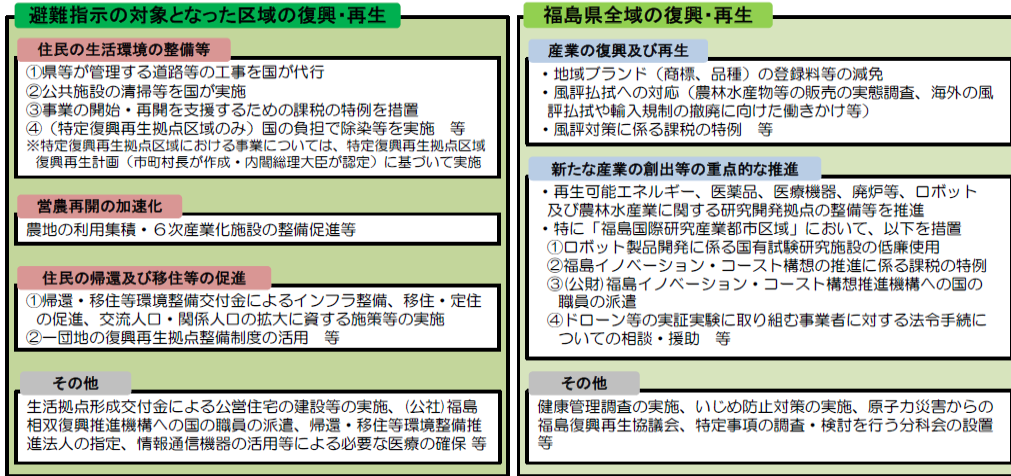 避難指示の対象となった区域の復興・再生
住民の生活環境の整備等
①県等が管理する道路等の工事を国が代行
②公共施設の清掃等を国が実施
③事業の開始・再開を支援するための課税の特例を措置
④（特定復興再生拠点区域のみ）国の負担で除染等を実施　等
※特定復興再生拠点区域における事業については、特定復興再生拠点区域
復興再生計画（市町村長が作成・内閣総理大臣が認定）に基づいて実施
営農再開の加速化
農地の利用集積・６次産業化施設の整備促進等
住民の帰還及び移住等の促進
①帰還・移住等環境整備交付金によるインフラ整備、移住・定住
の促進、交流人口・関係人口の拡大に資する施策等の実施
②一団地の復興再生拠点整備制度の活用　等
その他
生活拠点形成交付金による公営住宅の建設等の実施、(公社)福島
相双復興推進機構への国の職員の派遣、帰還・移住等環境整備推
進法人の指定、情報通信機器の活用等による必要な医療の確保 等
福島県全域の復興・再生
産業の復興及び再生
・地域ブランド（商標、品種）の登録料等の減免
・風評払拭への対応（農林水産物等の販売の実態調査、海外の風
評払拭や輸入規制の撤廃に向けた働きかけ等）
・風評対策に係る課税の特例　等
新たな産業の創出等の重点的な推進
・再生可能エネルギー、医薬品、医療機器、廃炉等、ロボット
及び農林水産業に関する研究開発拠点の整備等を推進
・特に「福島国際研究産業都市区域」において、以下を措置
①ロボット製品開発に係る国有試験研究施設の低廉使用
②福島イノベーション・コースト構想の推進に係る課税の特例
③(公財)福島イノベーション・コースト構想推進機構への国の
職員の派遣
④ドローン等の実証実験に取り組む事業者に対する法令手続に
ついての相談・援助　等
その他
健康管理調査の実施、いじめ防止対策の実施、原子力災害からの
福島復興再生協議会、特定事項の調査・検討を行う分科会の設置
等